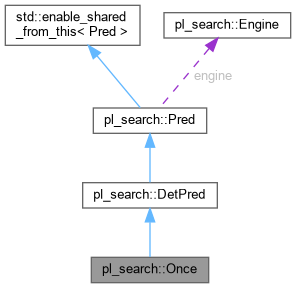 std::enable_shared
_from_this< Pred >
pl_search::Engine
engine
pl_search::Pred
pl_search::DetPred
pl_search::Once